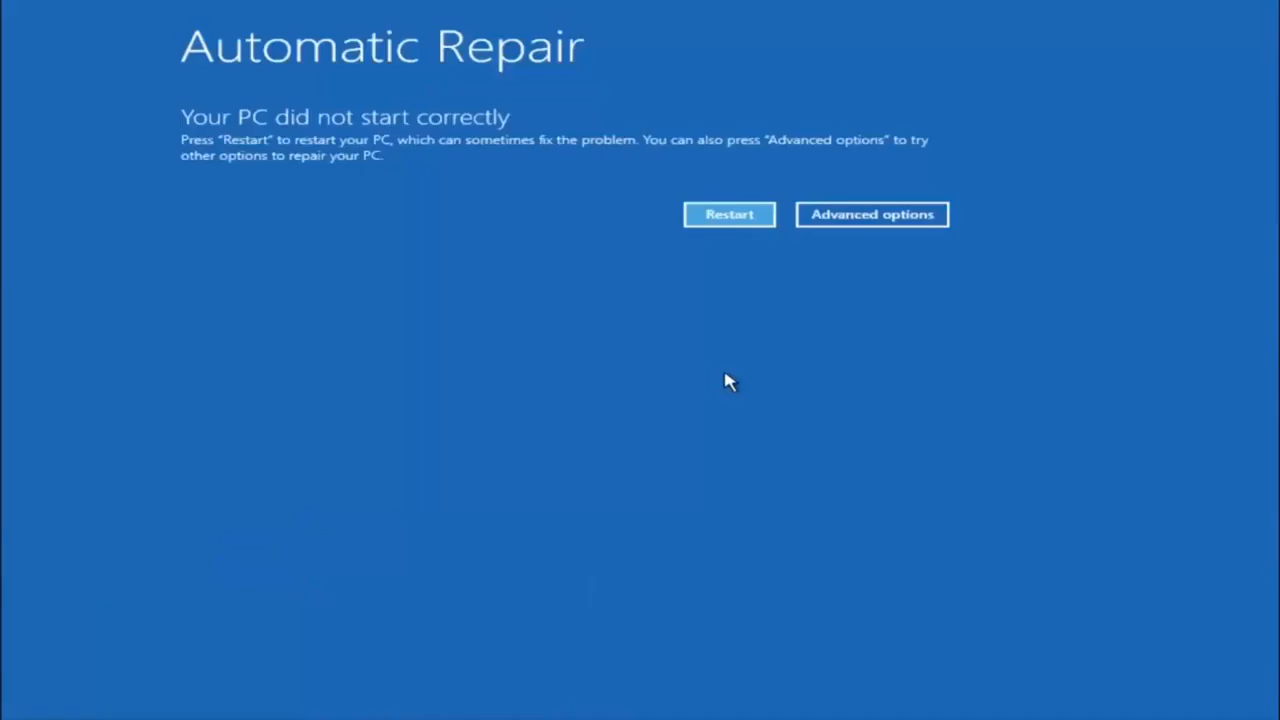 Automatic Repair
Your PC did not start correctly
Press “Restart” to restart your PC, which can sometimes fix the problem. You can also press “Advanced options” to try
other options to repair your PC.
Restart
Advanced options